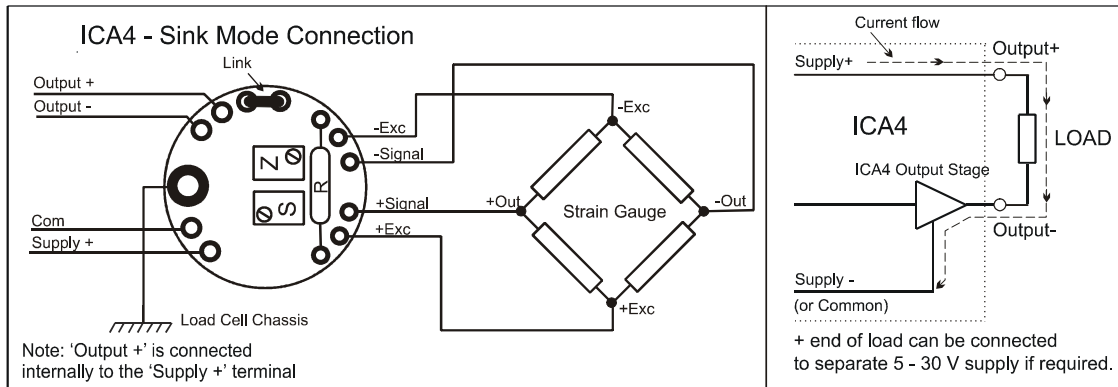 ICA4 - Sink Mode Connection
Link
Output +
Output -
-Exc
-Signal
Z
S
R
+Signal
+Exc
Com
Supply +
Load Cell Chassis
Note: 'Output +' is connected
internally to the 'Supply +' terminal
-Exc
+Out
Strain Gauge
-Out
+Exc
Current flow
Output+
Supply+
ICA4
LOAD
ICA4 Output Stage
Output-
Supply -
(or Common)
+ end of load can be connected
to separate 5 - 30 V supply if required.